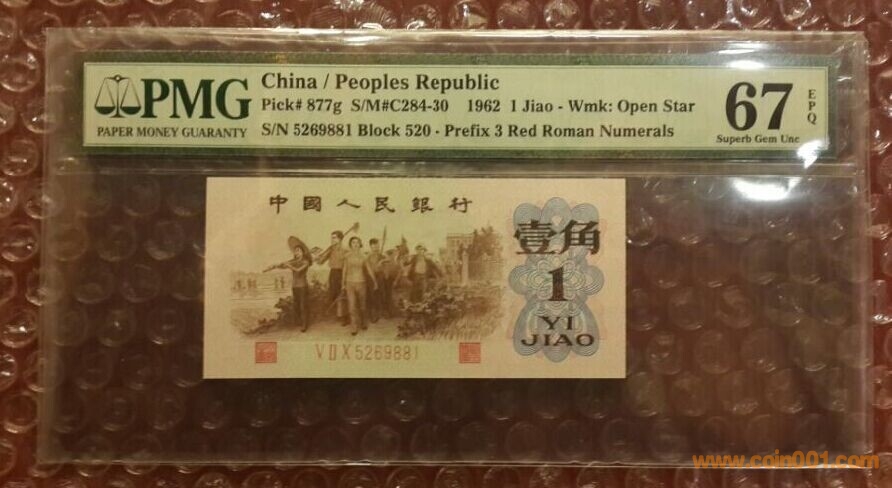 PMG
PAPER MONEY GUARANTY
China / Peoples Republic
Pick# 877g S/M#C284-30 1962 1 Jiao - Wmk: Open Star
S/N 5269881 Block 520 - Prefix 3 Red Roman Numerals
67
EPQ
Superb Gem Unc
中國人民銀行
壹角
1
YI
JIAO
V II X 5269881
www.coin001.com